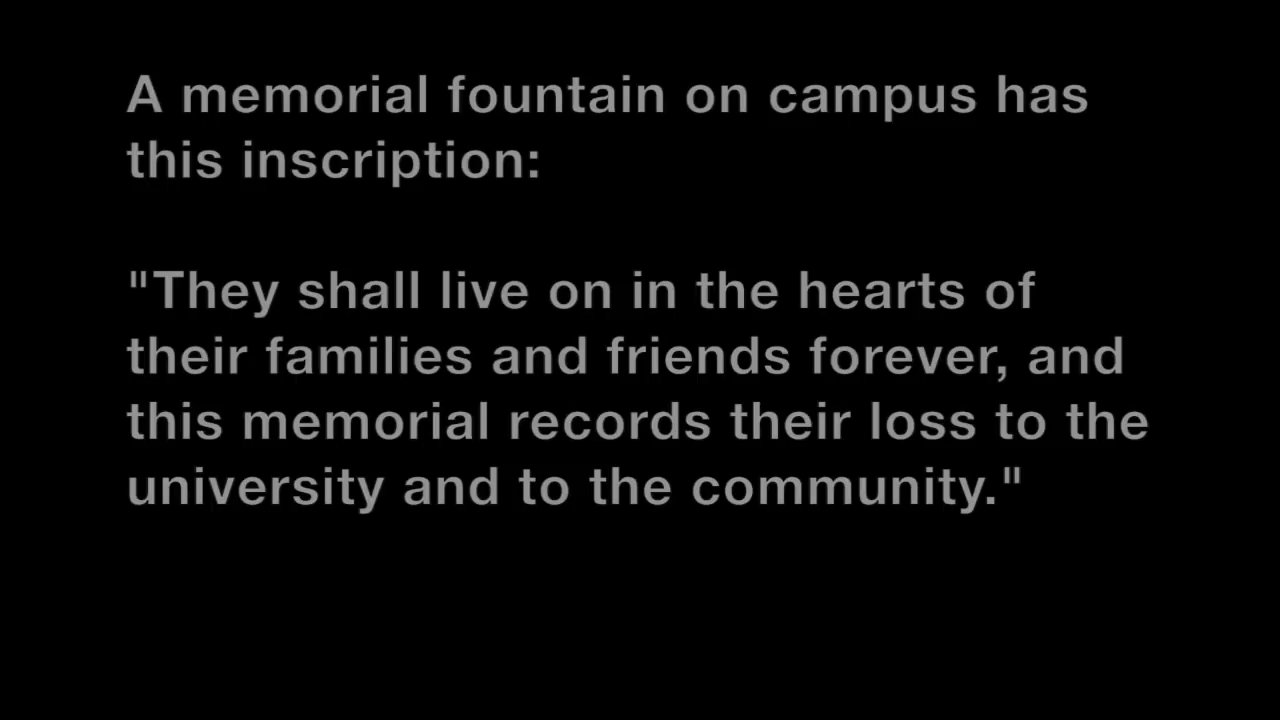 A memorial fountain on campus has
this inscription:
"They shall live on in the hearts of
their families and friends forever, and
this memorial records their loss to the
university and to the community."